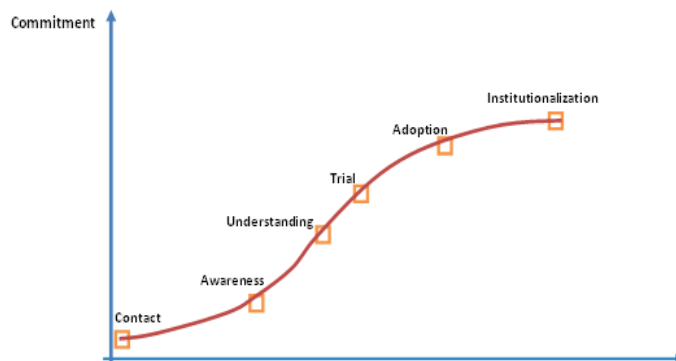 Commitment
Institutionalization
Adoption
Trial
Understanding
Awareness
Contact